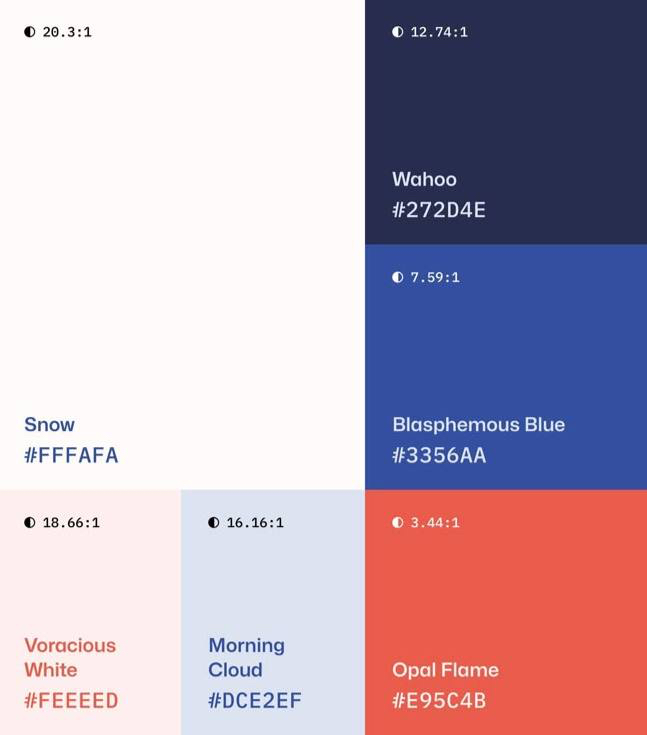 20.3:1
Snow
#FFFAFA
12.74:1
Wahoo
#272D4E
7.59:1
Blasphemous Blue
#3356AA
18.66:1
Voracious
White
#FEEEED
16.16:1
Morning
Cloud
#DCE2EF
3.44:1
Opal Flame
#E95C4B